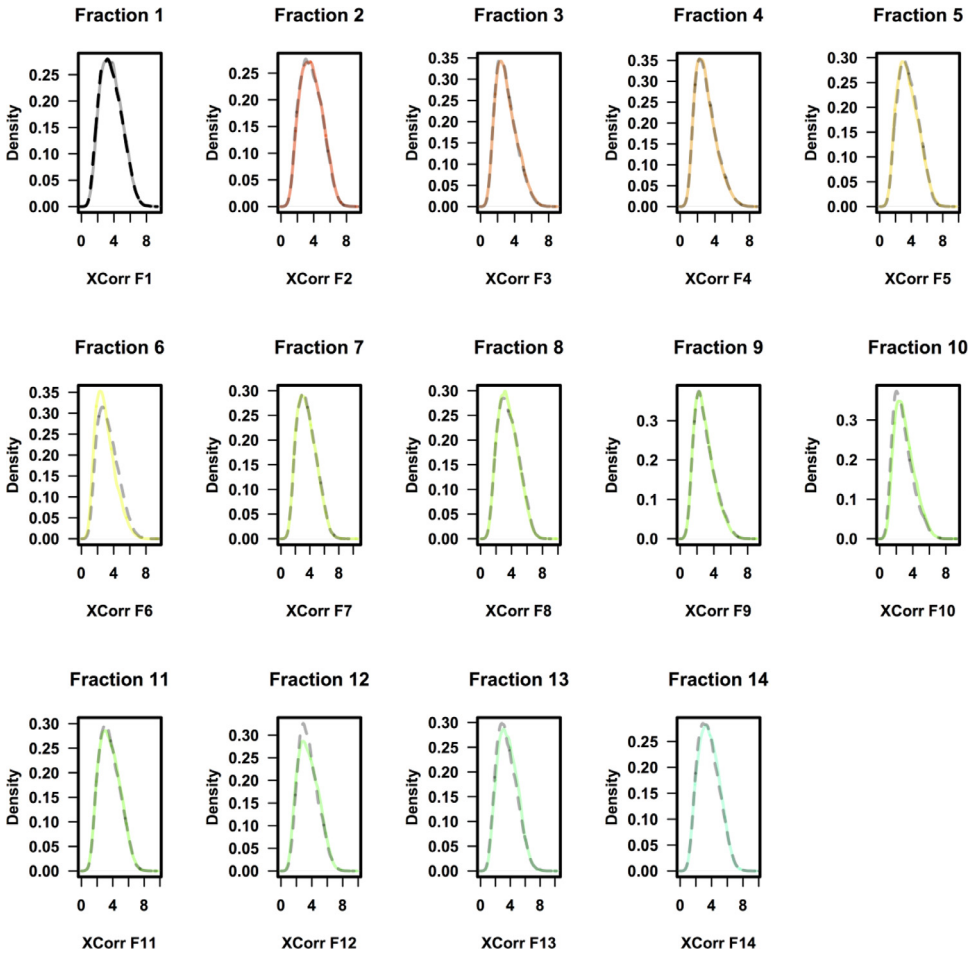 Fraction 1 Fraction 2 Fraction 3 Fraction 4 Fraction 5
Density Density Density Density Density
0.25 0.25 0.35 0.35 0.30
0.20 0.20 0.30 0.30 0.25
0.15 0.15 0.25 0.25 0.20
0.10 0.10 0.20 0.20 0.15
0.05 0.05 0.15 0.15 0.10
0.00 0.00 0.10 0.10 0.05
0.05 0.05 0.00
0.00 0.00
0 4 8 0 4 8 0 4 8 0 4 8 0 4 8
XCorr F1 XCorr F2 XCorr F3 XCorr F4 XCorr F5
Fraction 6 Fraction 7 Fraction 8 Fraction 9 Fraction 10
Density Density Density Density Density
0.35 0.30 0.30 0.3 0.3
0.30 0.25 0.25 0.2 0.2
0.25 0.20 0.20 0.1 0.1
0.20 0.15 0.15 0.0 0.0
0.15 0.10 0.10
0.10 0.05 0.05
0.05 0.00 0.00
0.00
0 4 8 0 4 8 0 4 8 0 4 8 0 4 8
XCorr F6 XCorr F7 XCorr F8 XCorr F9 XCorr F10
Fraction 11 Fraction 12 Fraction 13 Fraction 14
Density Density Density Density
0.30 0.30 0.30 0.25
0.25 0.25 0.25 0.20
0.20 0.20 0.20 0.15
0.15 0.15 0.15 0.10
0.10 0.10 0.10 0.05
0.05 0.05 0.05 0.00
0.00 0.00 0.00
0 4 8 0 4 8 0 4 8 0 4 8
XCorr F11 XCorr F12 XCorr F13 XCorr F14